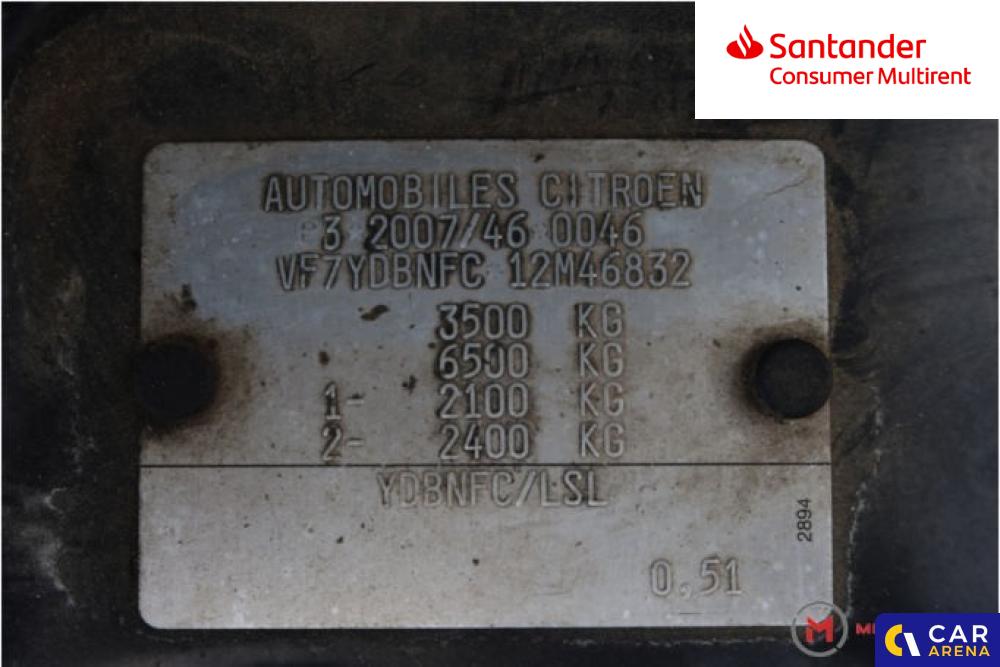 Santander
Consumer Multirent
AUTOMOBILES CITROEN
e3 2007/46 0046
VF7YDBNFC 12M46832
3500 KG
6500 KG
1- 2100 KG
2- 2400 KG
YDBNFC/LSL
2894
0,51
M
CAR
ARENA